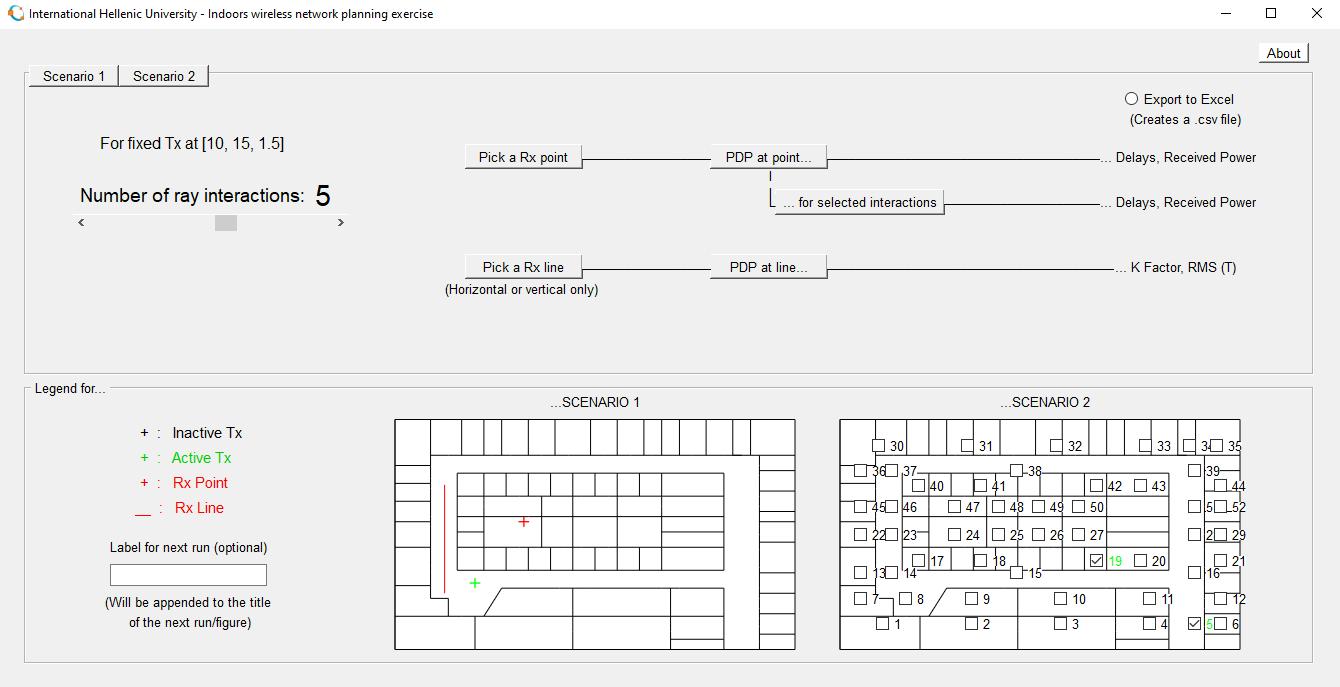 International Hellenic University - Indoors wireless network planning exercise
About
Scenario 1 Scenario 2
Export to Excel
(Creates a .csv file)
For fixed Tx at [10, 15, 1.5]
Pick a Rx point PDP at point... ... Delays, Received Power
Number of ray interactions: 5
... for selected interactions ... Delays, Received Power
< >
Pick a Rx line PDP at line... ... K Factor, RMS (T)
(Horizontal or vertical only)
Legend for...
...SCENARIO 1 ...SCENARIO 2
+ : Inactive Tx
+ : Active Tx
+ : Rx Point
__ : Rx Line
Label for next run (optional)
(Will be appended to the title
of the next run/figure)
30 31 32 33 34 35
36 37 38 39
40 41 42 43 44
45 46 47 48 49 50 52
22 23 24 25 26 27 29
17 18 19 20 21
13 14 15 16
7 8 9 10 11 12
1 2 3 4 5 6